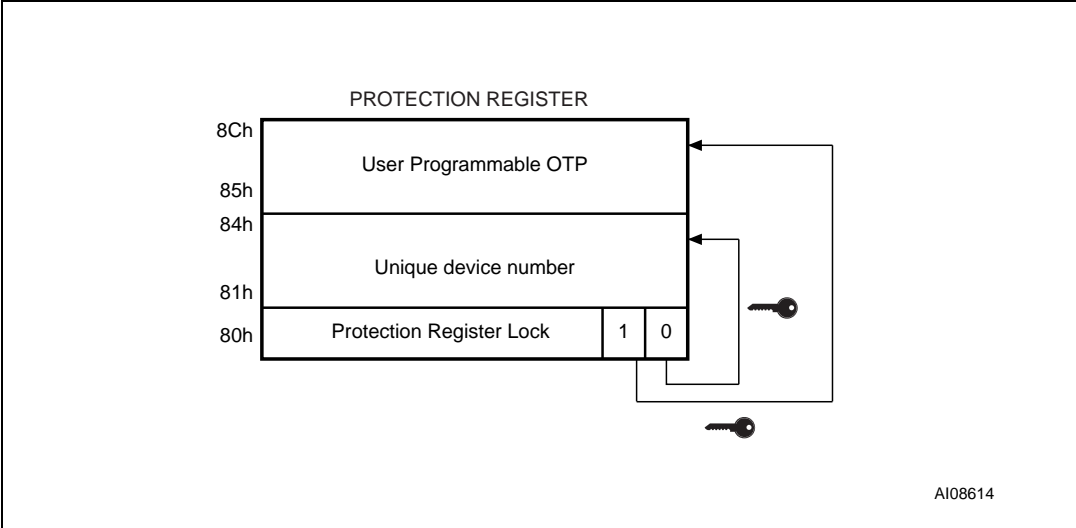 PROTECTION REGISTER
8Ch
User Programmable OTP
85h
84h
Unique device number
81h
80h
Protection Register Lock
1
0
AI08614